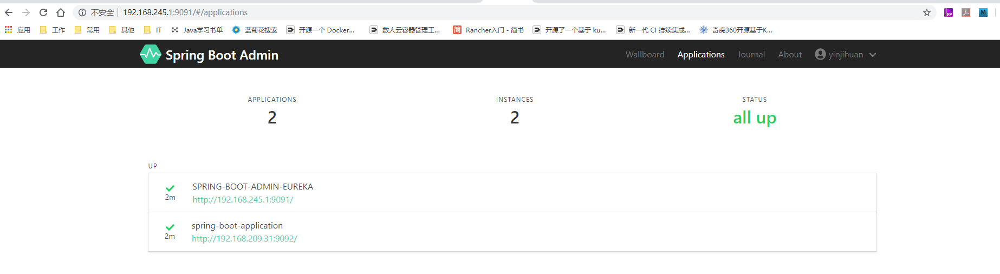 不安全 192.168.245.1:9091/#/applications
应用 工作 常用 其他 IT Java学习书单 蓝菊花搜索 开源一个 Docker... 数人云容器管理工... Rancher入门 - 简书 开源了一个基于 ku... 新一代 CI 持续集成... 奇虎360开源基于K...
Spring Boot Admin Wallboard Applications Journal About yinjihuan
APPLICATIONS INSTANCES STATUS
2 2 all up
UP
SPRING-BOOT-ADMIN-EUREKA
2m http://192.168.245.1:9091/
spring-boot-application
2m http://192.168.209.31:9092/